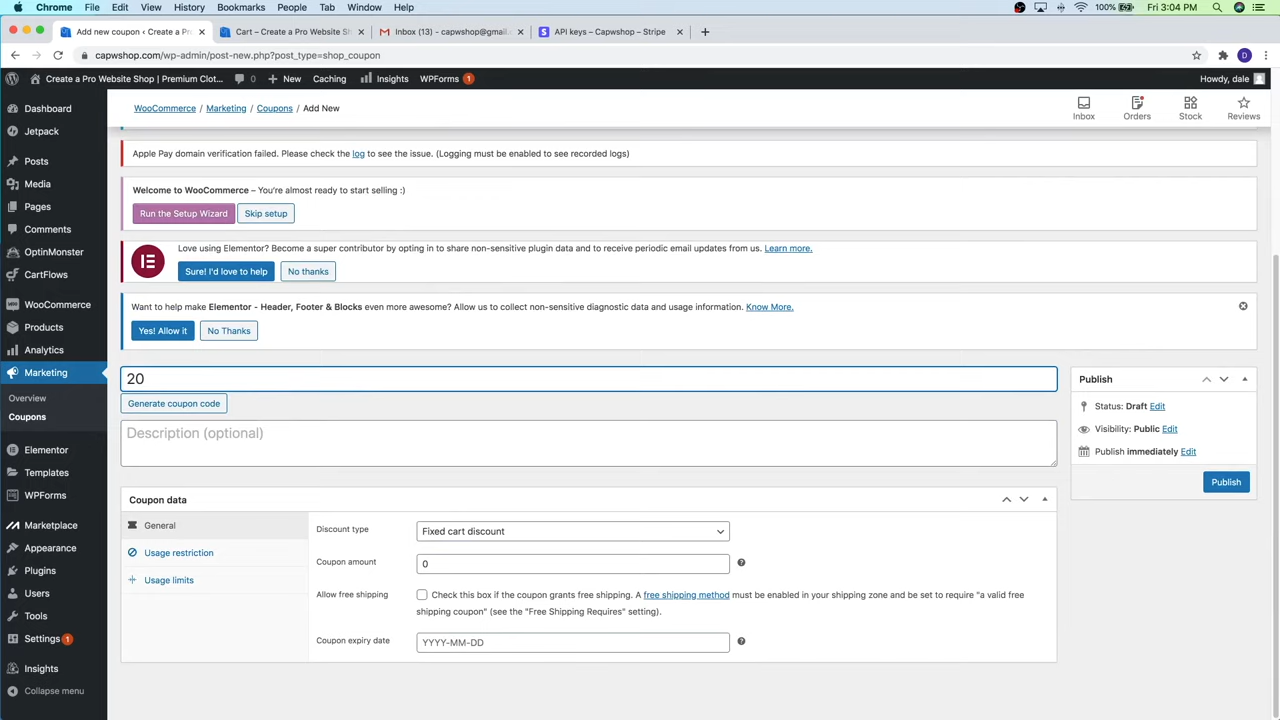 Chrome File Edit View History Bookmarks People Tab Window Help 100% Fri 3:04 PM
Add new coupon ‹ Create a Pr Cart – Create a Pro Website Sh Inbox (13) - capwshop@gmail.c API keys – Capwshop – Stripe
capwshop.com/wp-admin/post-new.php?post_type=shop_coupon D
Create a Pro Website Shop | Premium Clot... 0 New Caching Insights WPForms 1 Howdy, dale
Dashboard
Jetpack
Posts
Media
Pages
Comments
OptinMonster
CartFlows
WooCommerce
Products
Analytics
Marketing
Overview
Coupons
Elementor
Templates
WPForms
Marketplace
Appearance
Plugins
Users
Tools
Settings 1
Insights
Collapse menu
WooCommerce / Marketing / Coupons / Add New
Inbox Orders Stock Reviews
Apple Pay domain verification failed. Please check the log to see the issue. (Logging must be enabled to see recorded logs)
Welcome to WooCommerce – You're almost ready to start selling :)
Run the Setup Wizard Skip setup
Love using Elementor? Become a super contributor by opting in to share non-sensitive plugin data and to receive periodic email updates from us. Learn more.
Sure! I'd love to help No thanks
Want to help make Elementor - Header, Footer & Blocks even more awesome? Allow us to collect non-sensitive diagnostic data and usage information. Know More.
Yes! Allow it No Thanks
20
Generate coupon code
Description (optional)
Coupon data
General
Usage restriction
Usage limits
Discount type Fixed cart discount
Coupon amount 0
Allow free shipping Check this box if the coupon grants free shipping. A free shipping method must be enabled in your shipping zone and be set to require "a valid free
shipping coupon" (see the "Free Shipping Requires" setting).
Coupon expiry date YYYY-MM-DD
Publish
Status: Draft Edit
Visibility: Public Edit
Publish immediately Edit
Publish